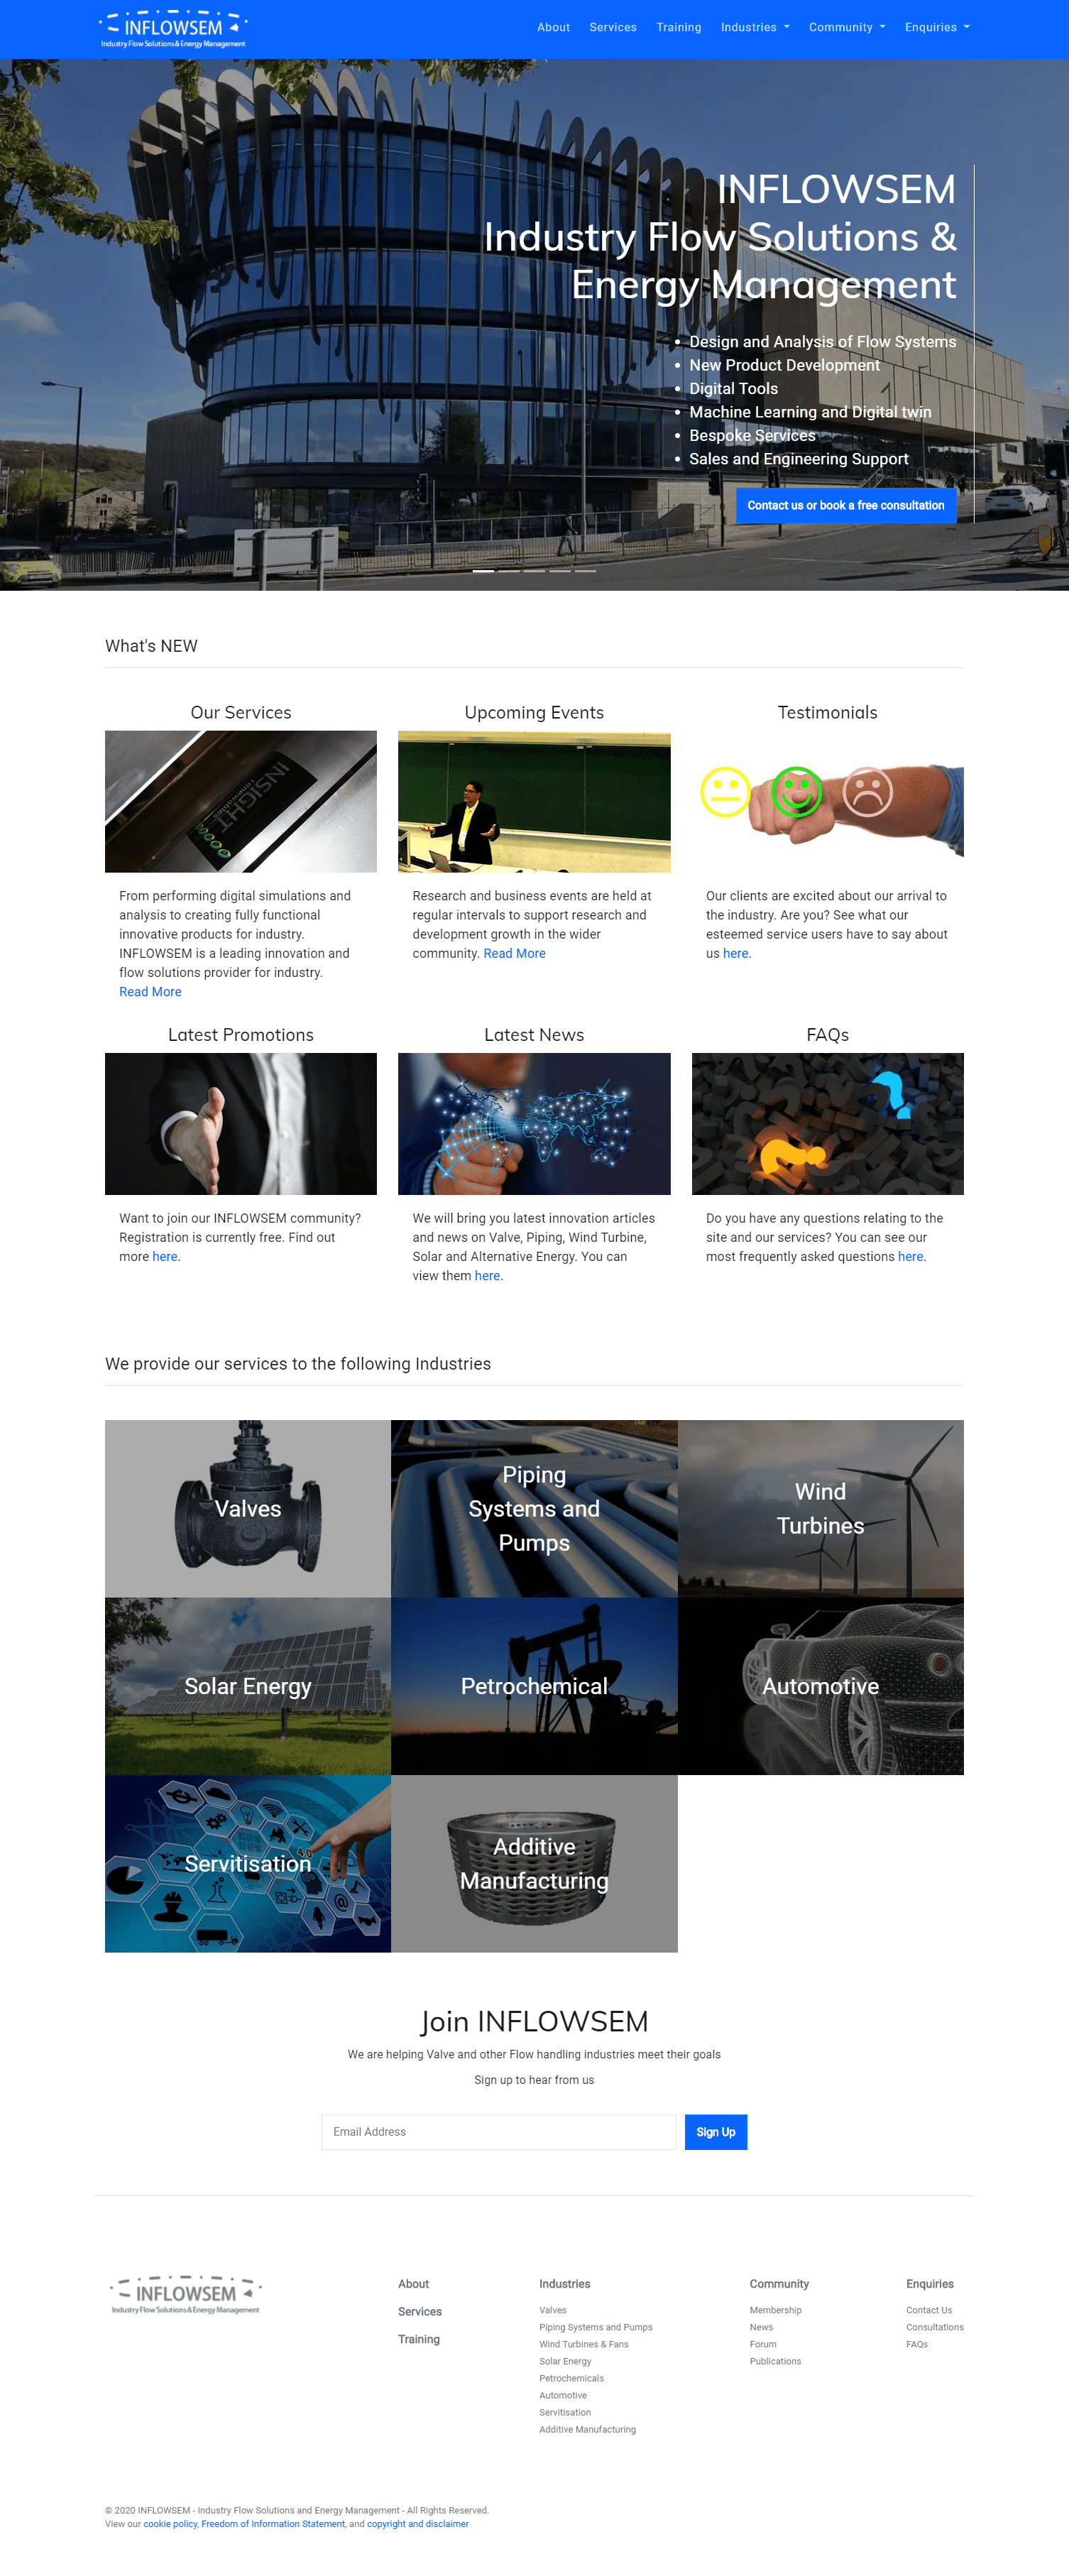 INFLOWSEM
Industry Flow Solutions & Energy Management
About Services Training Industries Community Enquiries
INFLOWSEM
Industry Flow Solutions &
Energy Management
Design and Analysis of Flow Systems
New Product Development
Digital Tools
Machine Learning and Digital twin
Bespoke Services
Sales and Engineering Support
Contact us or book a free consultation
What's NEW
Our Services
INSIGHT
renewables
From performing digital simulations and
analysis to creating fully functional
innovative products for industry.
INFLOWSEM is a leading innovation and
flow solutions provider for industry.
Read More
Upcoming Events
Research and business events are held at
regular intervals to support research and
development growth in the wider
community. Read More
Testimonials
Our clients are excited about our arrival to
the industry. Are you? See what our
esteemed service users have to say about
us here.
Latest Promotions
Want to join our INFLOWSEM community?
Registration is currently free. Find out
more here.
Latest News
We will bring you latest innovation articles
and news on Valve, Piping, Wind Turbine,
Solar and Alternative Energy. You can
view them here.
FAQs
Do you have any questions relating to the
site and our services? You can see our
most frequently asked questions here.
We provide our services to the following Industries
Valves
Piping
Systems and
Pumps
Wind
Turbines
Solar Energy
Petrochemical
Automotive
4.0
Servitisation
Additive
Manufacturing
Join INFLOWSEM
We are helping Valve and other Flow handling industries meet their goals
Sign up to hear from us
Email Address
Sign Up
INFLOWSEM
Industry Flow Solutions & Energy Management
About
Services
Training
Industries
Valves
Piping Systems and Pumps
Wind Turbines & Fans
Solar Energy
Petrochemicals
Automotive
Servitisation
Additive Manufacturing
Community
Membership
News
Forum
Publications
Enquiries
Contact Us
Consultations
FAQs
© 2020 INFLOWSEM - Industry Flow Solutions and Energy Management - All Rights Reserved.
View our cookie policy, Freedom of Information Statement, and copyright and disclaimer